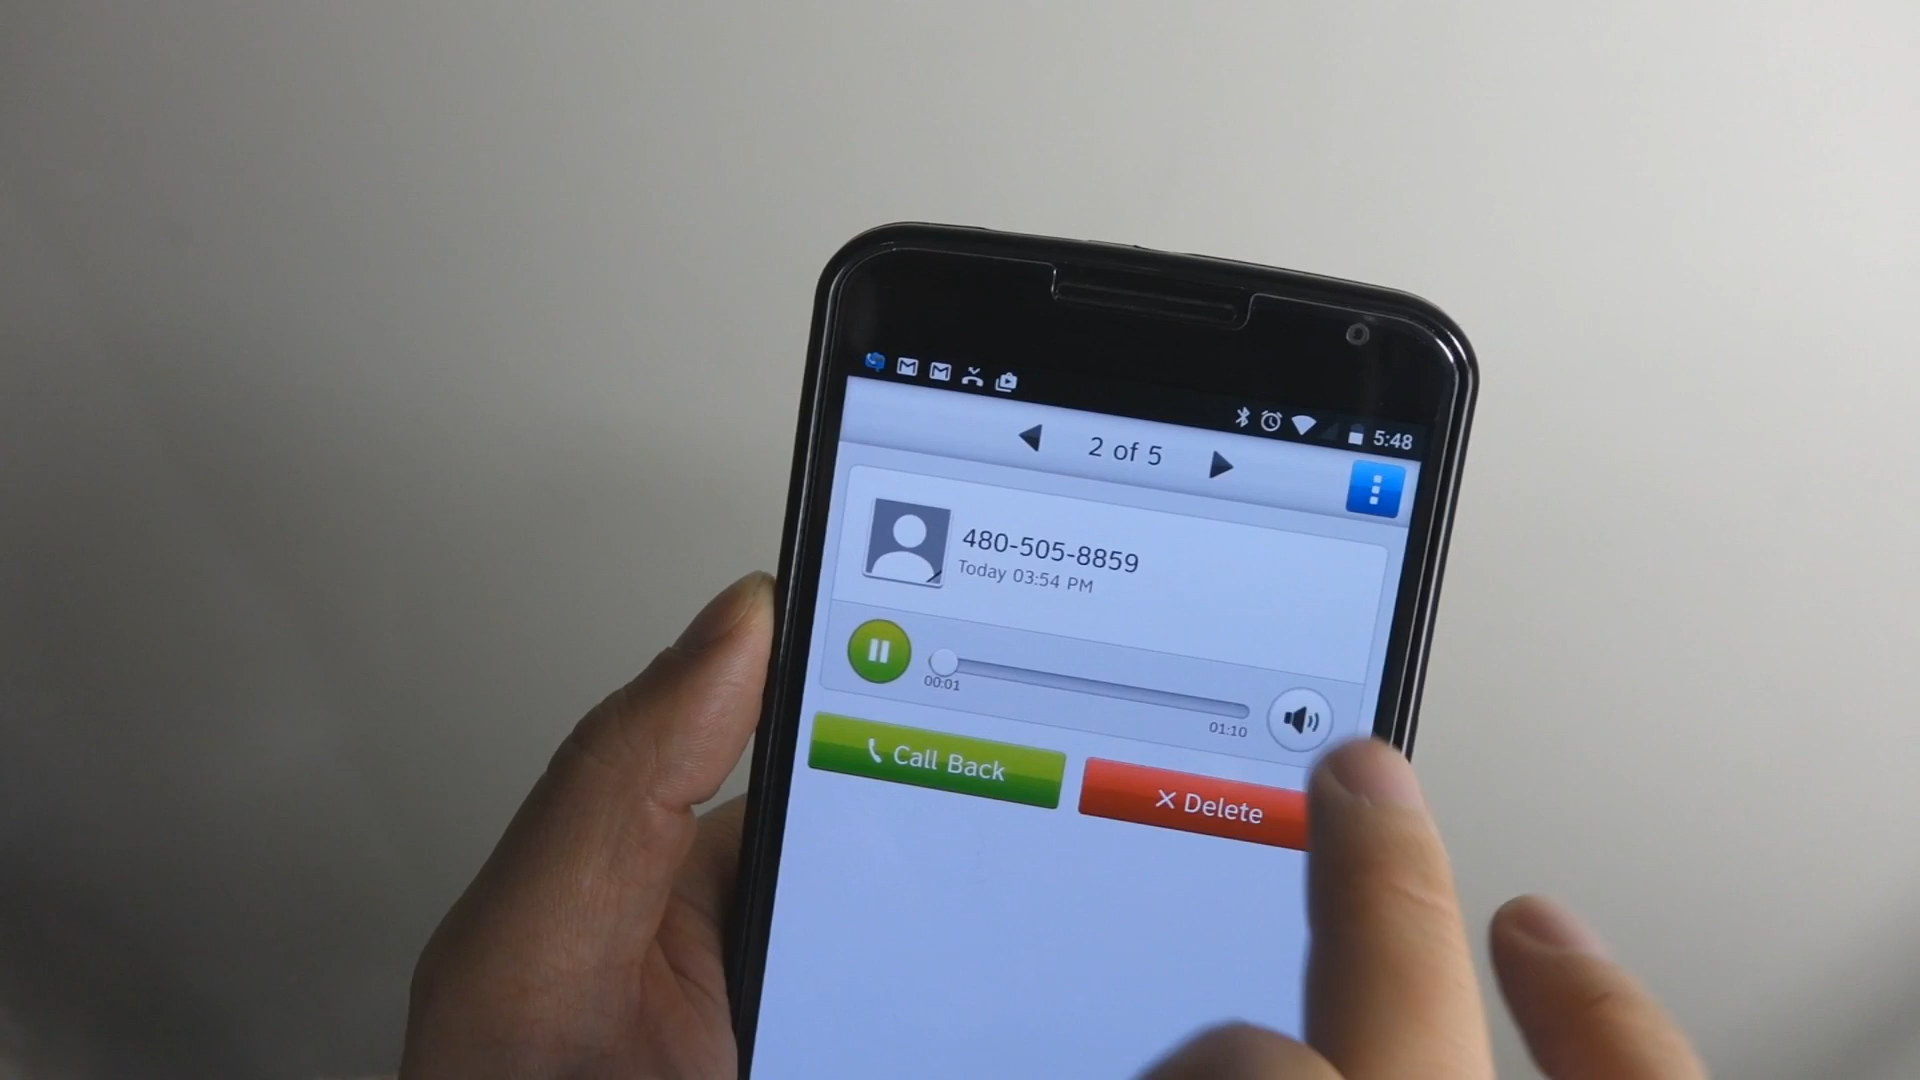 5:48
2 of 5
480-505-8859
Today 03:54 PM
00:01
01:10
Call Back
Delete